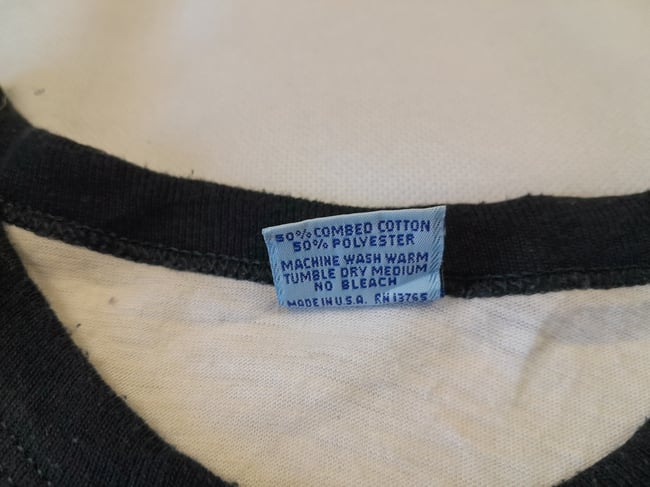 50% COMBED COTTON
50% POLYESTER
MACHINE WASH WARM
TUMBLE DRY MEDIUM
NO BLEACH
MADE IN U.S.A. RN 13765